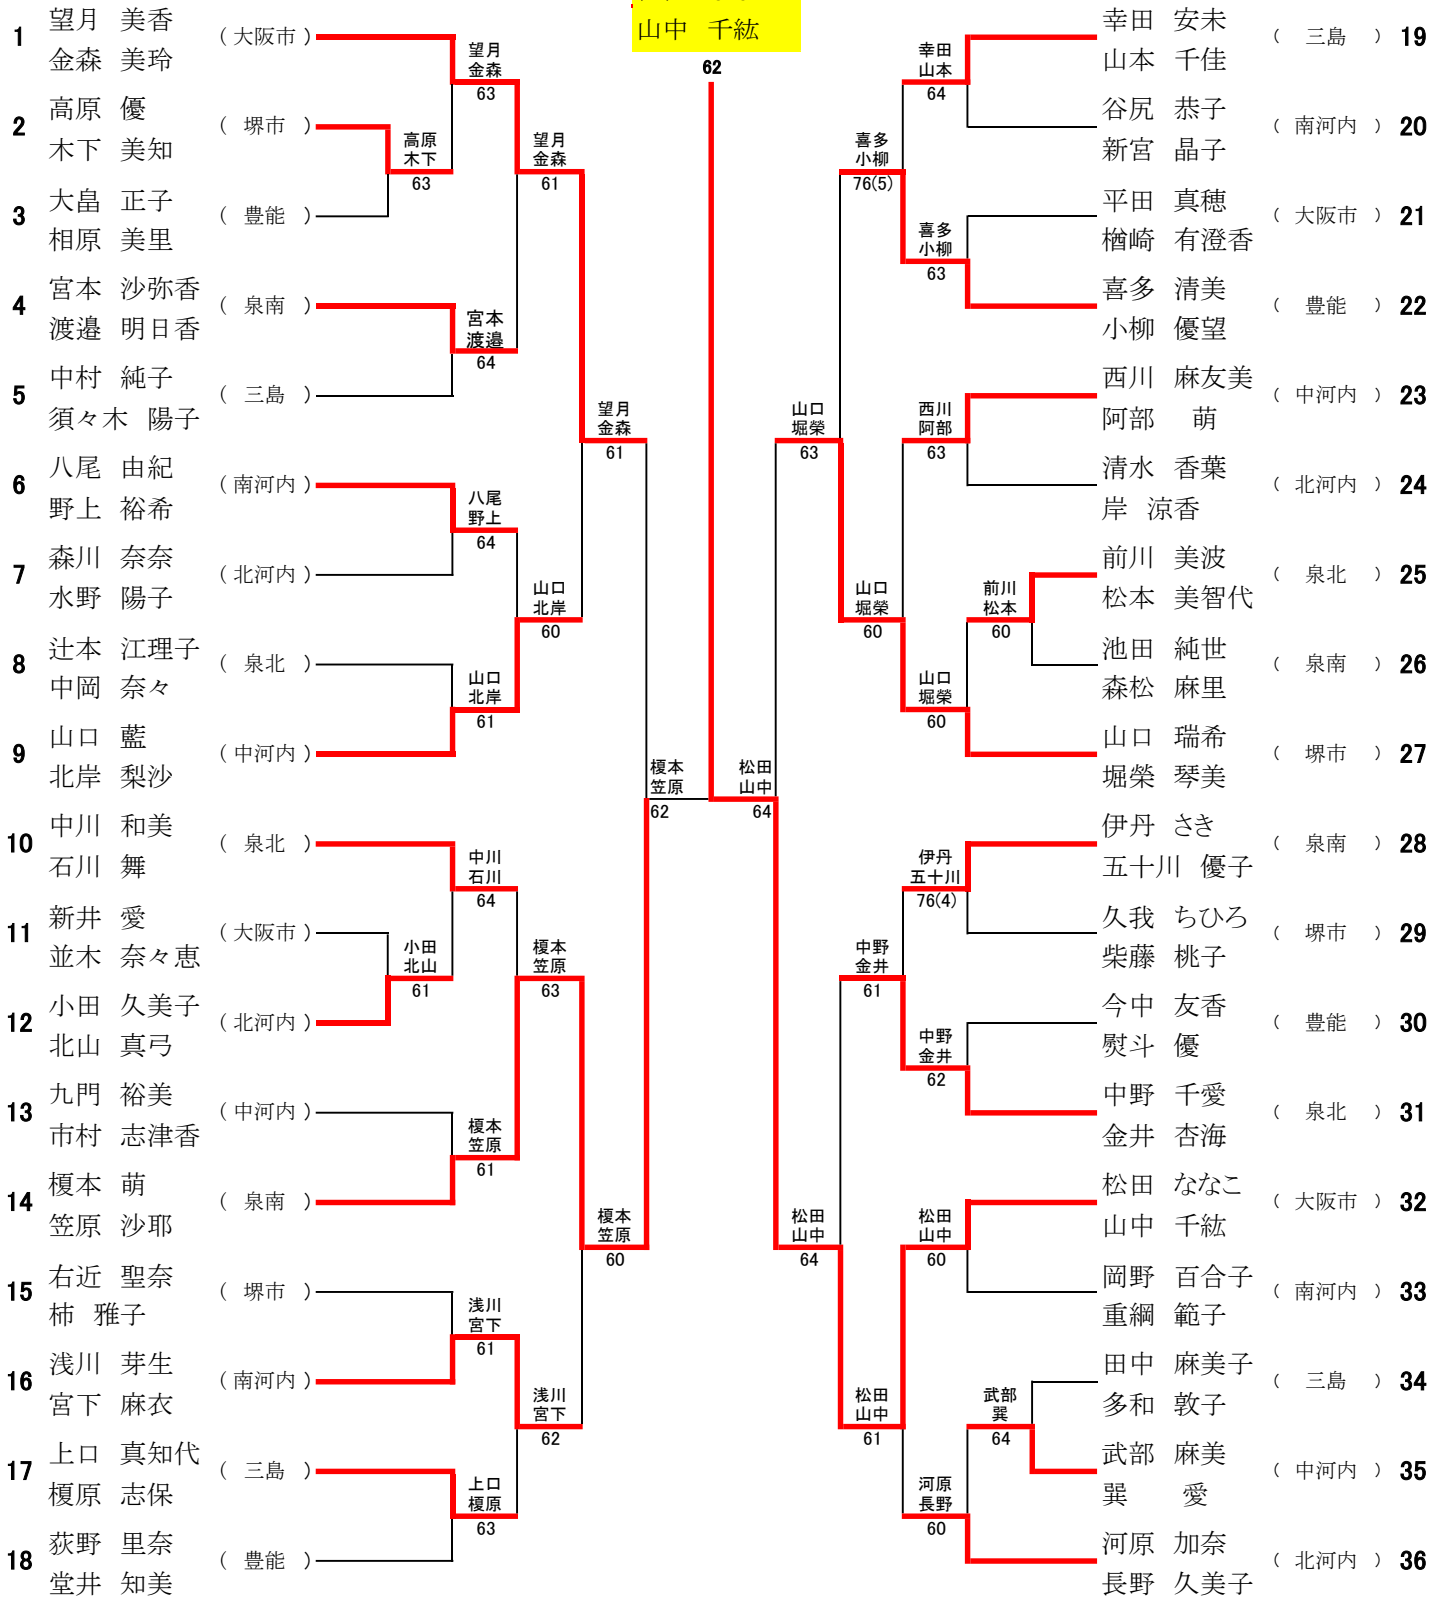 山中 千紘
62
1 望月 美香 (大阪市)
金森 美玲
2 高原 優 ( 堺市 )
木下 美知
3 大畠 正子 ( 豊能 )
相原 美里
4 宮本 沙弥香 ( 泉南 )
渡邉 明日香
5 中村 純子 ( 三島 )
須々木 陽子
6 八尾 由紀 (南河内)
野上 裕希
7 森川 奈奈 (北河内)
水野 陽子
8 辻本 江理子 ( 泉北 )
中岡 奈々
9 山口 藍 (中河内)
北岸 梨沙
10 中川 和美 ( 泉北 )
石川 舞
11 新井 愛 (大阪市)
並木 奈々恵
12 小田 久美子 (北河内)
北山 真弓
13 九門 裕美 (中河内)
市村 志津香
14 榎本 萌 ( 泉南 )
笠原 沙耶
15 右近 聖奈 ( 堺市 )
柿 雅子
16 浅川 芽生 (南河内)
宮下 麻衣
17 上口 真知代 ( 三島 )
榎原 志保
18 荻野 里奈 ( 豊能 )
堂井 知美
高原
木下
63
小田
北山
61
望月
金森
63
宮本
渡邉
64
八尾
野上
64
山口
北岸
61
中川
石川
64
榎本
笠原
61
浅川
宮下
61
上口
榎原
63
望月
金森
61
山口
北岸
60
榎本
笠原
63
浅川
宮下
62
望月
金森
61
榎本
笠原
60
榎本
笠原
62
松田
山中
64
山口
堀榮
63
松田
山中
64
喜多
小柳
76(5)
山口
堀榮
60
中野
金井
61
松田
山中
61
幸田
山本
64
喜多
小柳
63
西川
阿部
63
山口
堀榮
60
伊丹
五十川
76(4)
中野
金井
62
松田
山中
60
河原
長野
60
前川
松本
60
武部
巽
64
幸田 安未 ( 三島 ) 19
山本 千佳
谷尻 恭子 ( 南河内 ) 20
新宮 晶子
平田 真穂 ( 大阪市 ) 21
楢崎 有澄香
喜多 清美 ( 豊能 ) 22
小柳 優望
西川 麻友美 ( 中河内 ) 23
阿部 萌
清水 香葉 ( 北河内 ) 24
岸 涼香
前川 美波 ( 泉北 ) 25
松本 美智代
池田 純世 ( 泉南 ) 26
森松 麻里
山口 瑞希 ( 堺市 ) 27
堀榮 琴美
伊丹 さき ( 泉南 ) 28
五十川 優子
久我 ちひろ ( 堺市 ) 29
柴藤 桃子
今中 友香 ( 豊能 ) 30
熨斗 優
中野 千愛 ( 泉北 ) 31
金井 杏海
松田 ななこ ( 大阪市 ) 32
山中 千紘
岡野 百合子 ( 南河内 ) 33
重綱 範子
田中 麻美子 ( 三島 ) 34
多和 敦子
武部 麻美 ( 中河内 ) 35
巽 愛
河原 加奈 ( 北河内 ) 36
長野 久美子